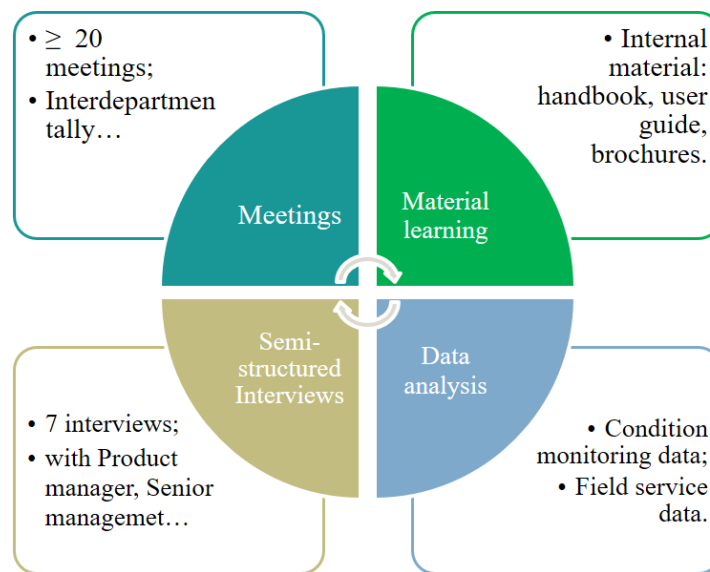 • ≥ 20
meetings;
• Interdepartmen
tally…
• Internal
material:
handbook, user
guide,
brochures.
Meetings
Material
learning
Semi-
structured
Interviews
Data
analysis
• 7 interviews;
• with Product
manager, Senior
managemet…
• Condition
monitoring data;
• Field service
data.